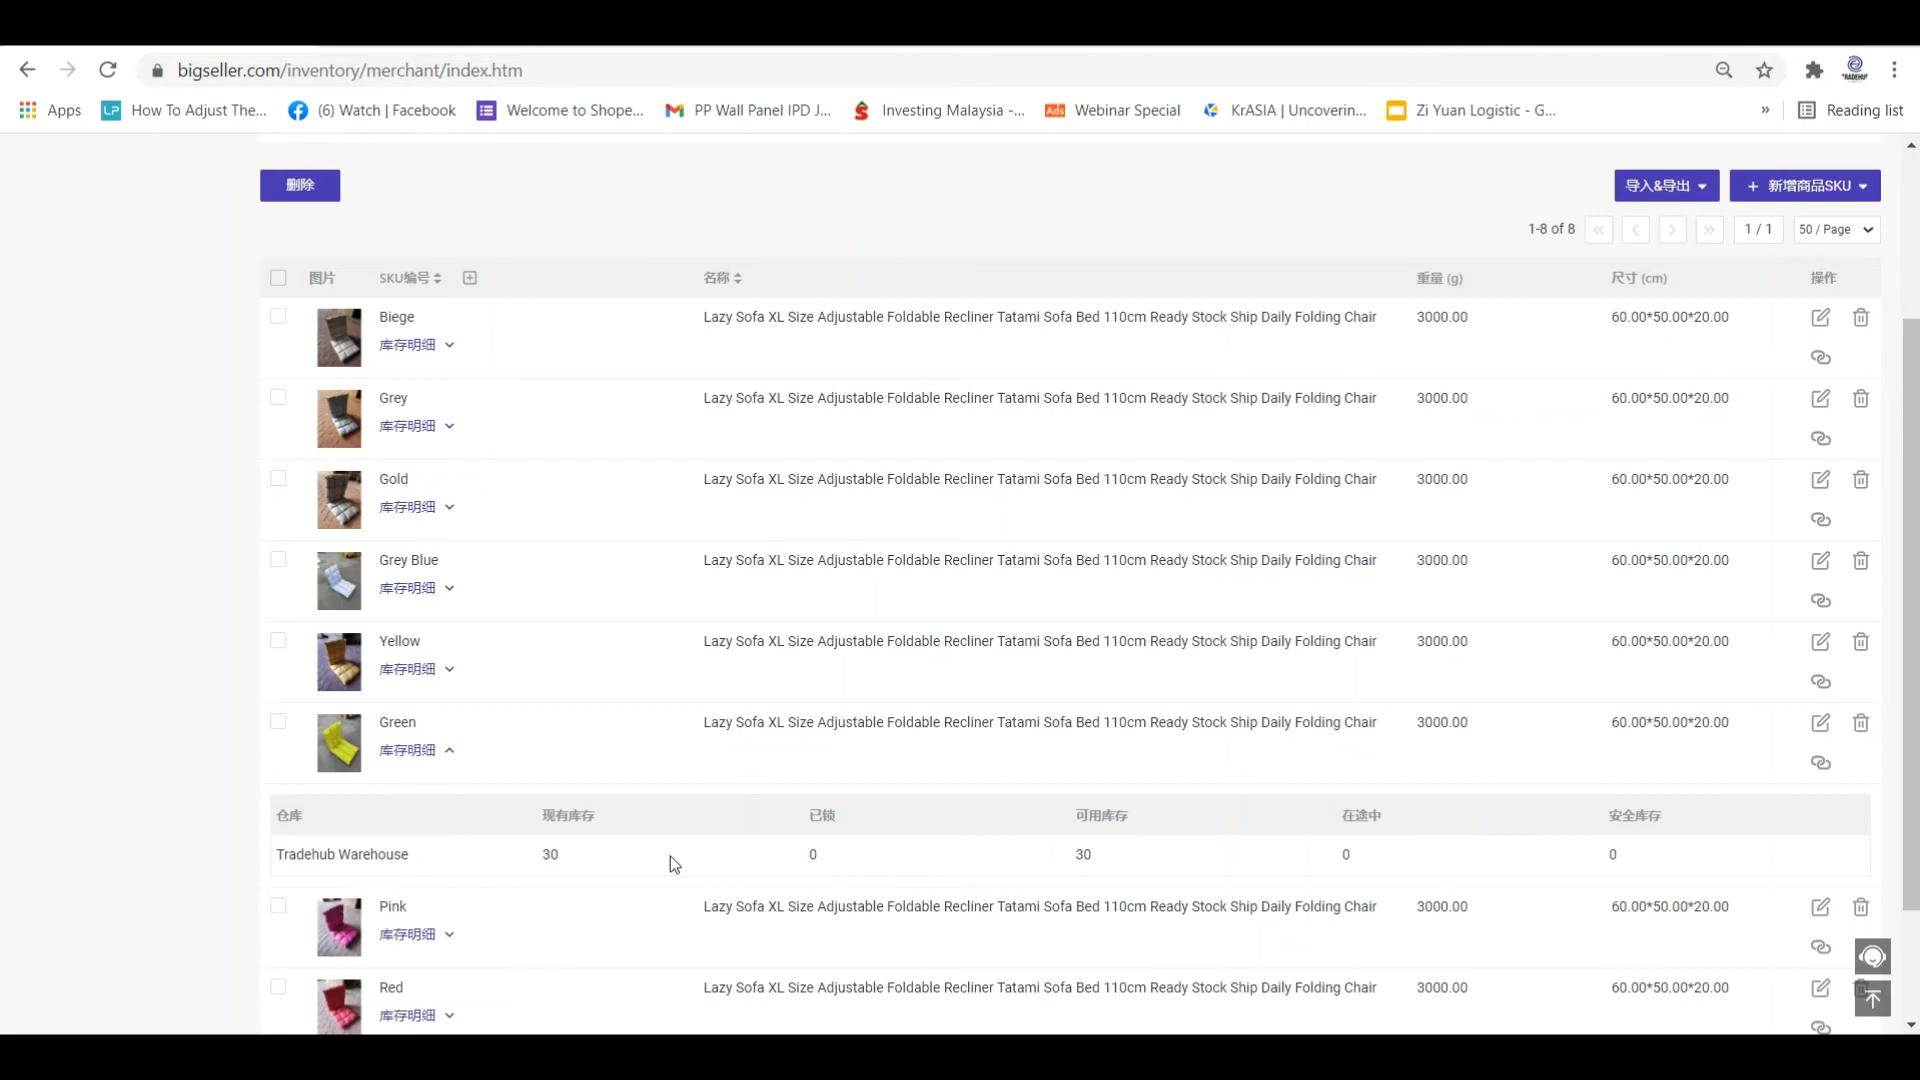 bigseller.com/inventory/merchant/index.htm
Apps
LP How To Adjust The...
(6) Watch | Facebook
Welcome to Shope...
PP Wall Panel IPD J...
Investing Malaysia -...
Ads Webinar Special
KrASIA | Uncoverin...
Zi Yuan Logistic - G...
»
Reading list
删除
导入&导出
+ 新增商品SKU
1-8 of 8
1 / 1
50 / Page
图片 SKU编号 名称 重量 (g) 尺寸 (cm) 操作
Biege Lazy Sofa XL Size Adjustable Foldable Recliner Tatami Sofa Bed 110cm Ready Stock Ship Daily Folding Chair 3000.00 60.00*50.00*20.00
库存明细
Grey Lazy Sofa XL Size Adjustable Foldable Recliner Tatami Sofa Bed 110cm Ready Stock Ship Daily Folding Chair 3000.00 60.00*50.00*20.00
库存明细
Gold Lazy Sofa XL Size Adjustable Foldable Recliner Tatami Sofa Bed 110cm Ready Stock Ship Daily Folding Chair 3000.00 60.00*50.00*20.00
库存明细
Grey Blue Lazy Sofa XL Size Adjustable Foldable Recliner Tatami Sofa Bed 110cm Ready Stock Ship Daily Folding Chair 3000.00 60.00*50.00*20.00
库存明细
Yellow Lazy Sofa XL Size Adjustable Foldable Recliner Tatami Sofa Bed 110cm Ready Stock Ship Daily Folding Chair 3000.00 60.00*50.00*20.00
库存明细
Green Lazy Sofa XL Size Adjustable Foldable Recliner Tatami Sofa Bed 110cm Ready Stock Ship Daily Folding Chair 3000.00 60.00*50.00*20.00
库存明细
仓库 现有库存 已锁 可用库存 在途中 安全库存
Tradehub Warehouse 30 0 30 0 0
Pink Lazy Sofa XL Size Adjustable Foldable Recliner Tatami Sofa Bed 110cm Ready Stock Ship Daily Folding Chair 3000.00 60.00*50.00*20.00
库存明细
Red Lazy Sofa XL Size Adjustable Foldable Recliner Tatami Sofa Bed 110cm Ready Stock Ship Daily Folding Chair 3000.00 60.00*50.00*20.00
库存明细